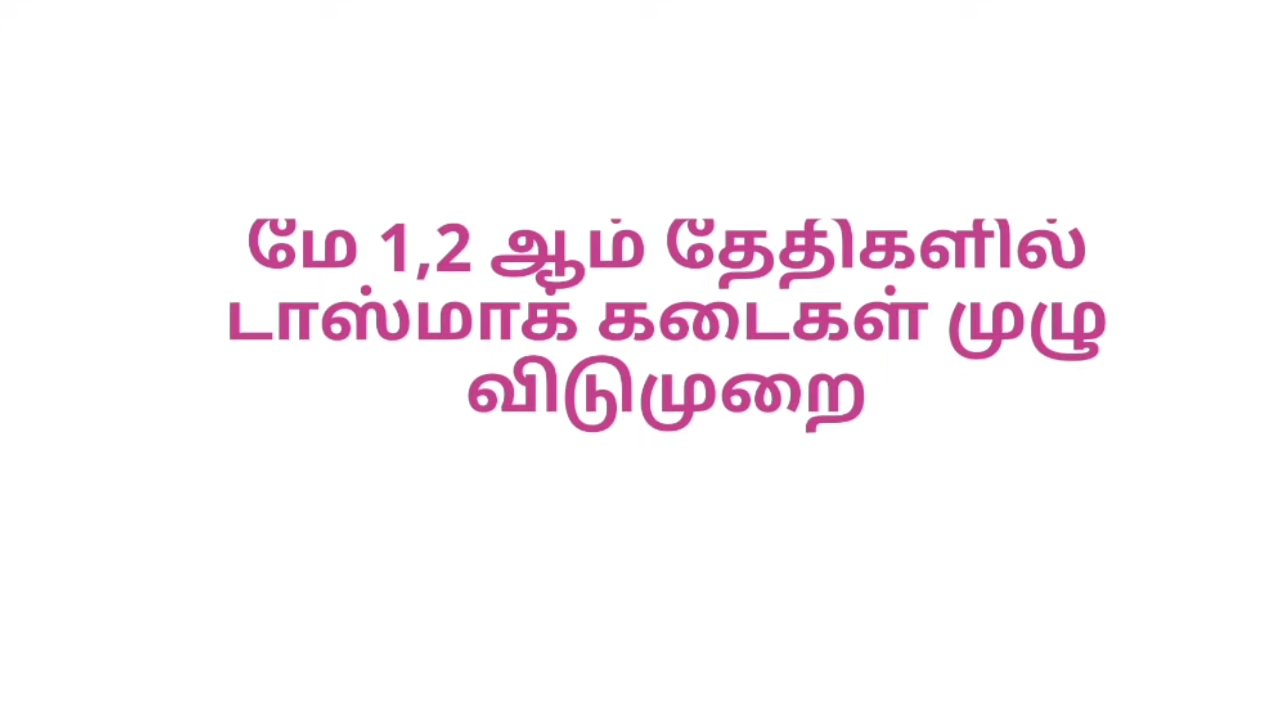 மே 1,2 ஆம் தேதிகளில்
டாஸ்மாக் கடைகள் முழு
விடுமுறை